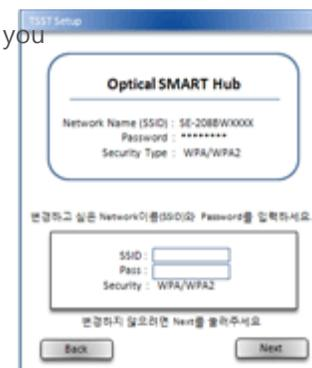 TSST Setup
you
Optical SMART Hub
Network Name (SSID) : SE-208BWXXXX
Password : ********
Security Type : WPA/WPA2
변경하고 싶은 Network이름(SSID)와 Password를 입력하세요.
SSID :
Pass :
Security : WPA/WPA2
변경하지 않으려면 Next를 눌러주세요
Back
Next